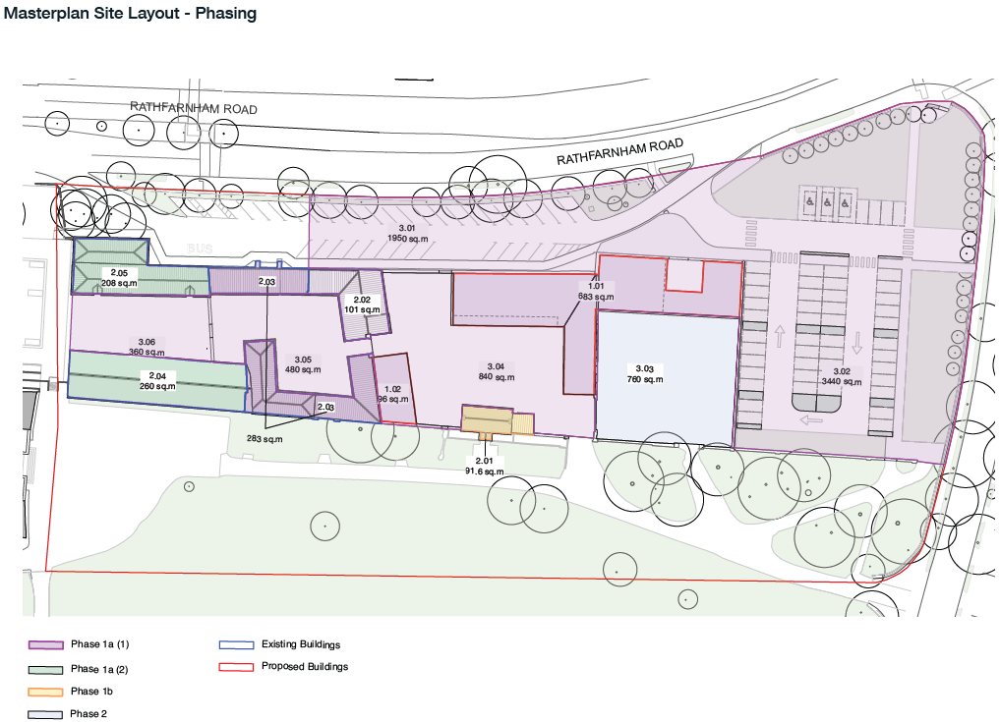 Masterplan Site Layout - Phasing
RATHFARNHAM ROAD
RATHFARNHAM ROAD
3.01
1950 sq.m
BUS
2.05
208 sq.m
2.03
2.02
101 sq.m
1.01
683 sq.m
3.06
360 sq.m
3.05
480 sq.m
3.04
840 sq.m
3.03
760 sq.m
3.02
3440 sq.m
2.04
260 sq.m
1.02
96 sq.m
2.03
283 sq.m
2.01
91.6 sq.m
Phase 1a (1)
Existing Buildings
Phase 1a (2)
Proposed Buildings
Phase 1b
Phase 2